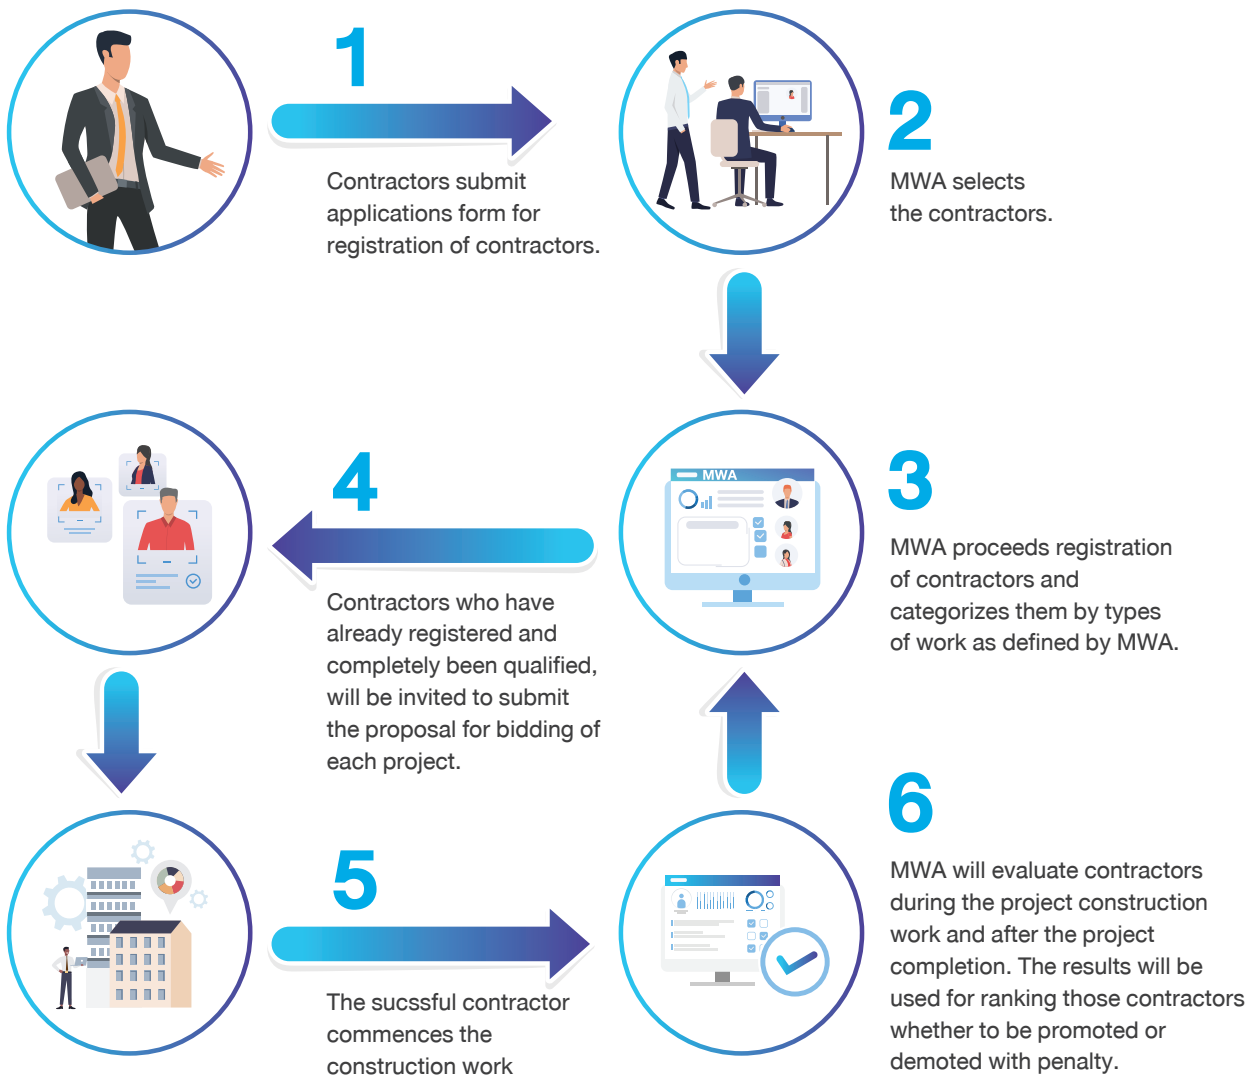 1
Contractors submit
applications form for
registration of contractors.
2
MWA selects
the contractors.
MWA
3
MWA proceeds registration
of contractors and
categorizes them by types
of work as defined by MWA.
4
Contractors who have
already registered and
completely been qualified,
will be invited to submit
the proposal for bidding of
each project.
5
The sucssful contractor
commences the
construction work
6
MWA will evaluate contractors
during the project construction
work and after the project
completion. The results will be
used for ranking those contractors
whether to be promoted or
demoted with penalty.